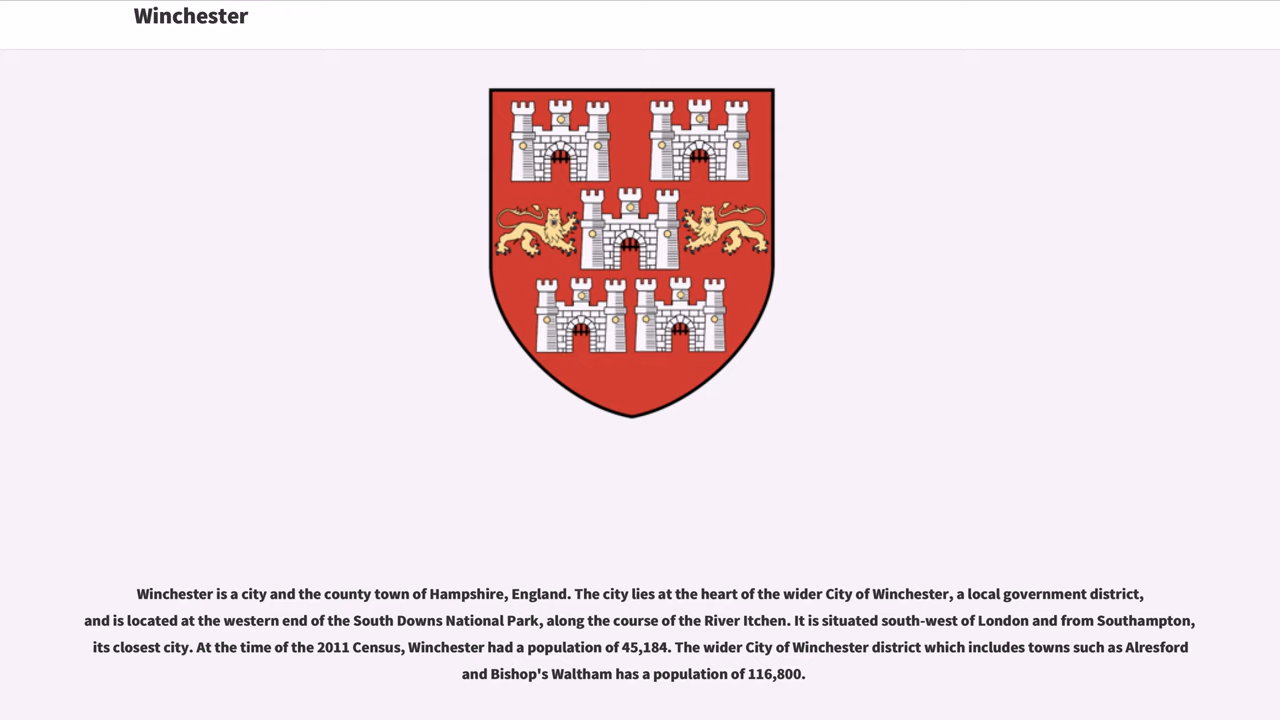 Winchester
Winchester is a city and the county town of Hampshire, England. The city lies at the heart of the wider City of Winchester, a local government district,
and is located at the western end of the South Downs National Park, along the course of the River Itchen. It is situated south-west of London and from Southampton,
its closest city. At the time of the 2011 Census, Winchester had a population of 45,184. The wider City of Winchester district which includes towns such as Alresford
and Bishop's Waltham has a population of 116,800.